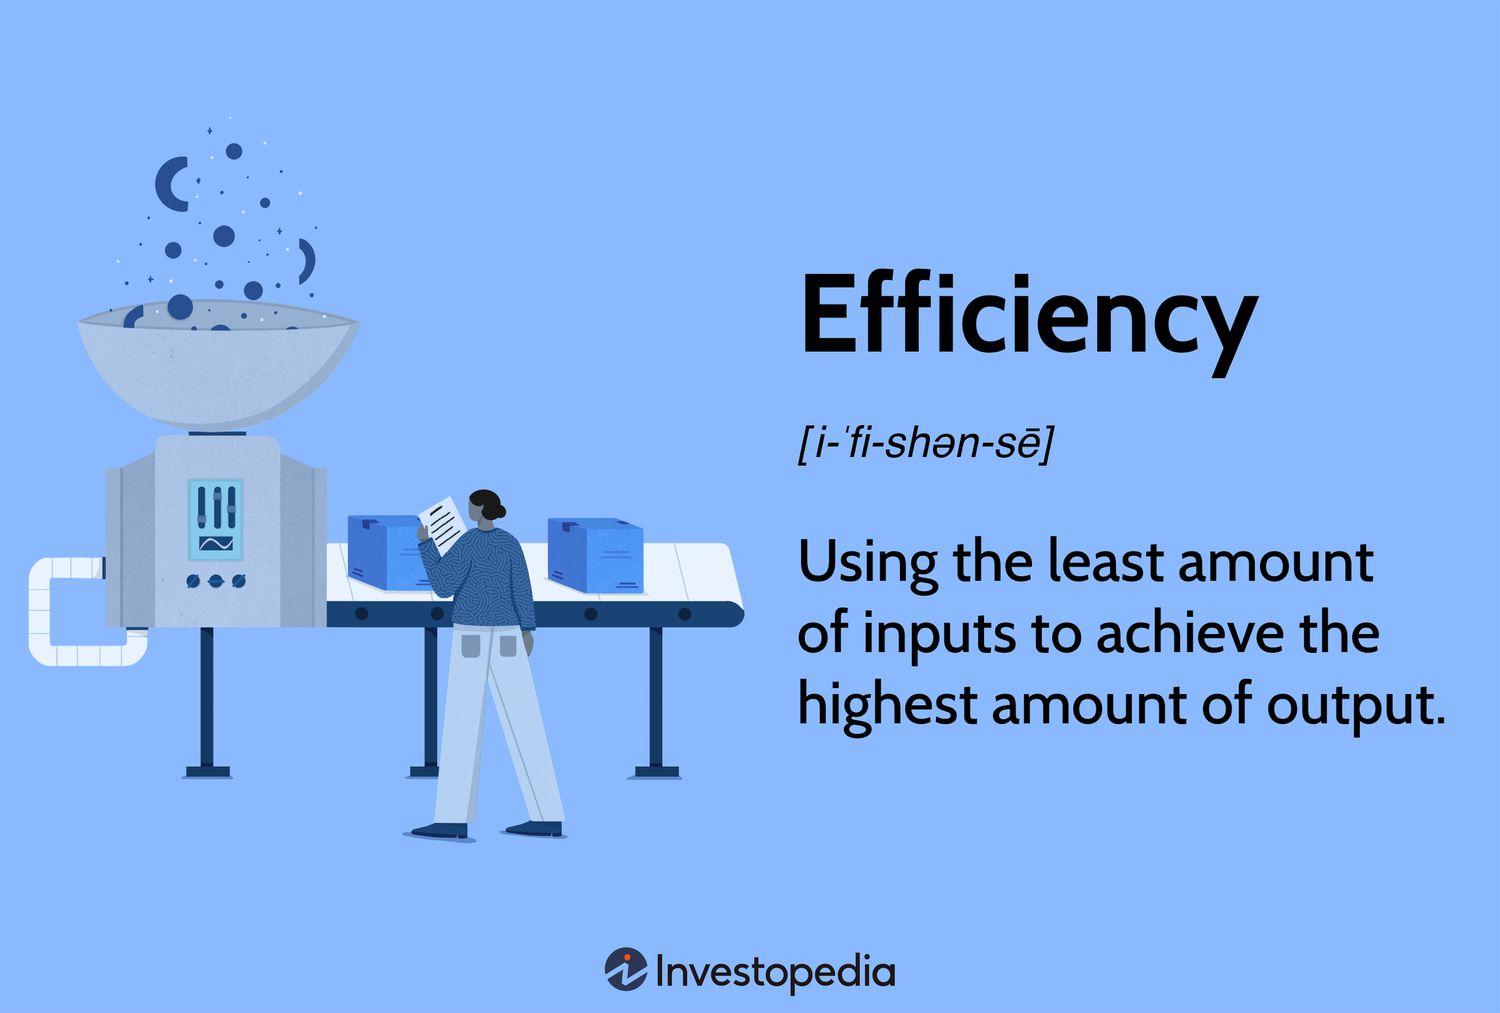 Efficiency
[i-ˈfi-shən-sē]
Using the least amount
of inputs to achieve the
highest amount of output.
Investopedia